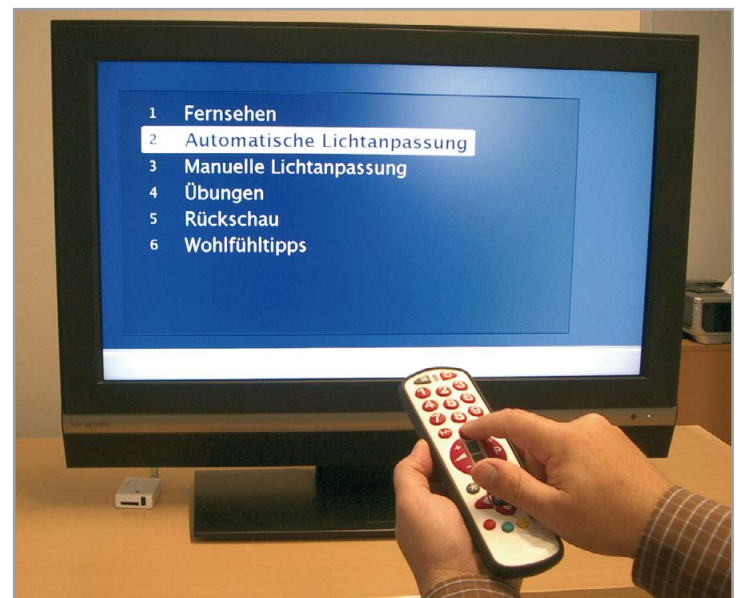 1 Fernsehen
2 Automatische Lichtanpassung
3 Manuelle Lichtanpassung
4 Übungen
5 Rückschau
6 Wohlfühltipps